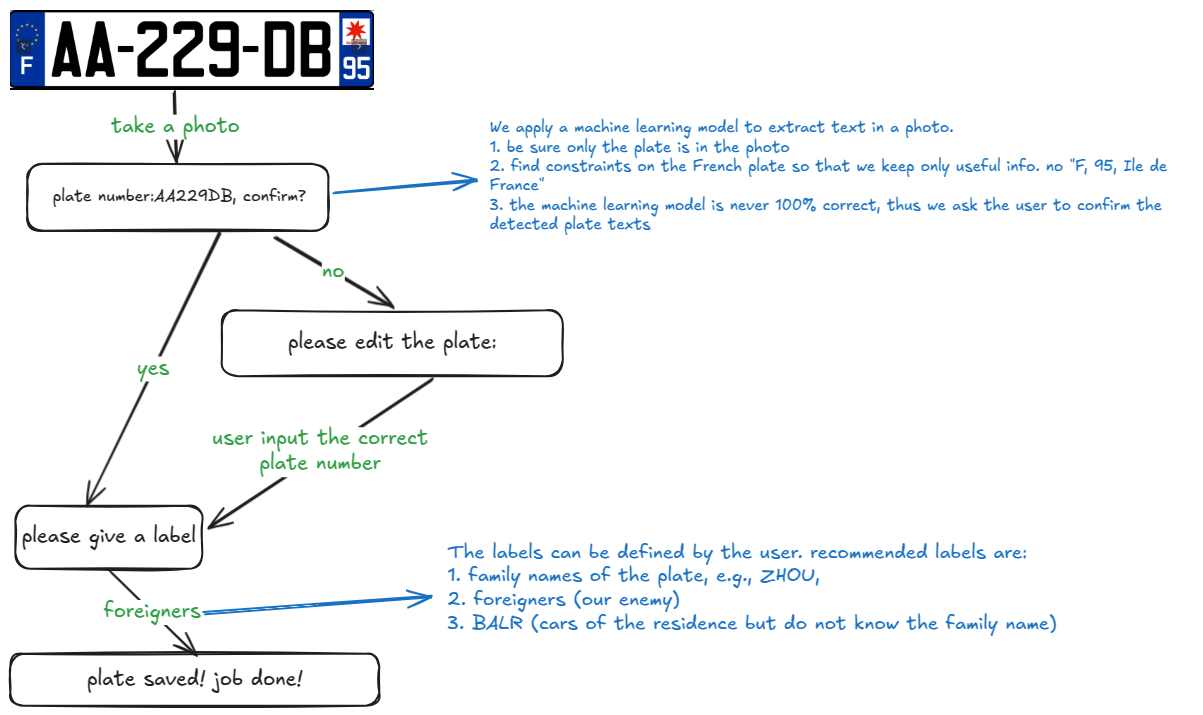 AA-229-DB
F
95
take a photo
We apply a machine learning model to extract text in a photo.
1. be sure only the plate is in the photo
2. find constraints on the French plate so that we keep only useful info. no "F, 95, Ile de
France"
3. the machine learning model is never 100% correct, thus we ask the user to confirm the
detected plate texts
plate number:AA229DB, confirm?
no
please edit the plate:
yes
user input the correct
plate number
please give a label
The labels can be defined by the user. recommended labels are:
1. family names of the plate, e.g., ZHOU,
2. foreigners (our enemy)
3. BALR (cars of the residence but do not know the family name)
foreigners
plate saved! job done!